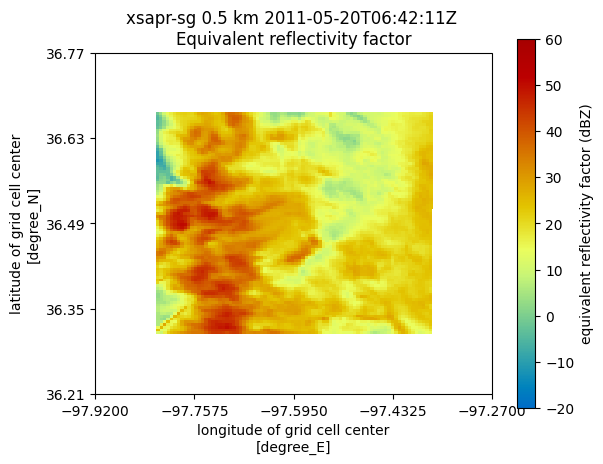 xsapr-sg 0.5 km 2011-05-20T06:42:11Z
Equivalent reflectivity factor
36.77
36.63
36.49
36.35
36.21
latitude of grid cell center
[degree_N]
−97.9200
−97.7575
−97.5950
−97.4325
−97.2700
longitude of grid cell center
[degree_E]
60
50
40
30
20
10
0
−10
−20
equivalent reflectivity factor (dBZ)